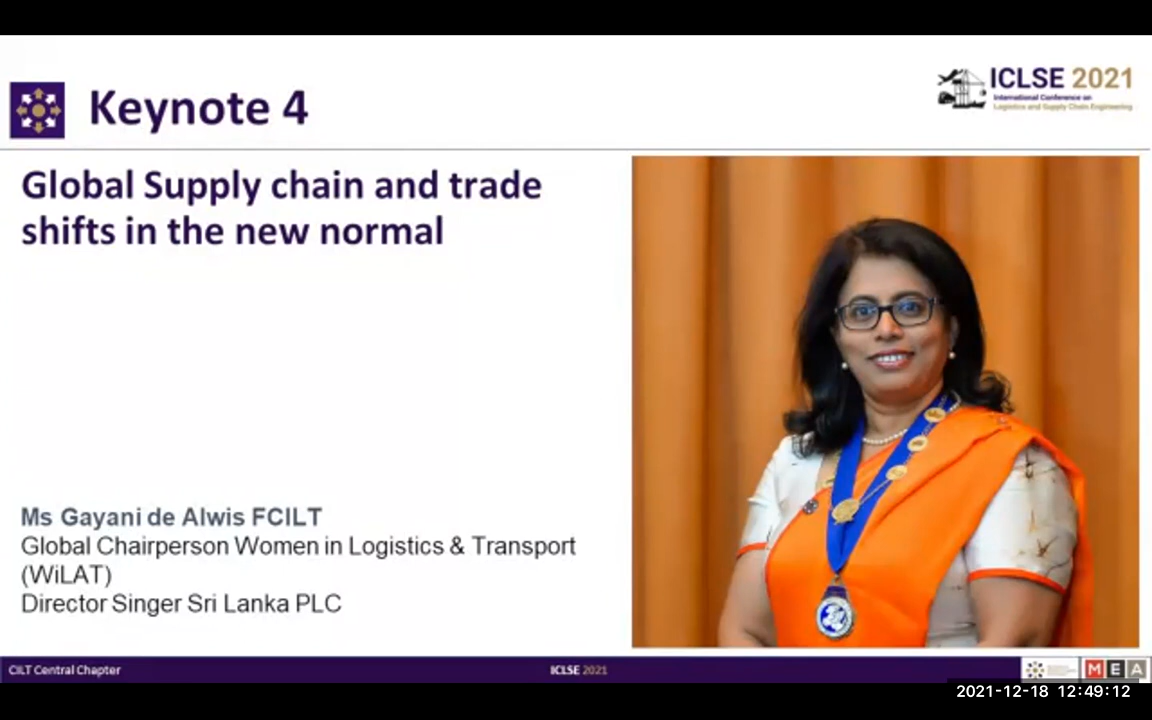 Keynote 4
ICLSE 2021
International Conference on
Logistics and Supply Chain Engineering
Global Supply chain and trade
shifts in the new normal
Ms Gayani de Alwis FCILT
Global Chairperson Women in Logistics & Transport
(WiLAT)
Director Singer Sri Lanka PLC
CILT Central Chapter
ICLSE 2021
MEA
2021-12-18 12:49:12